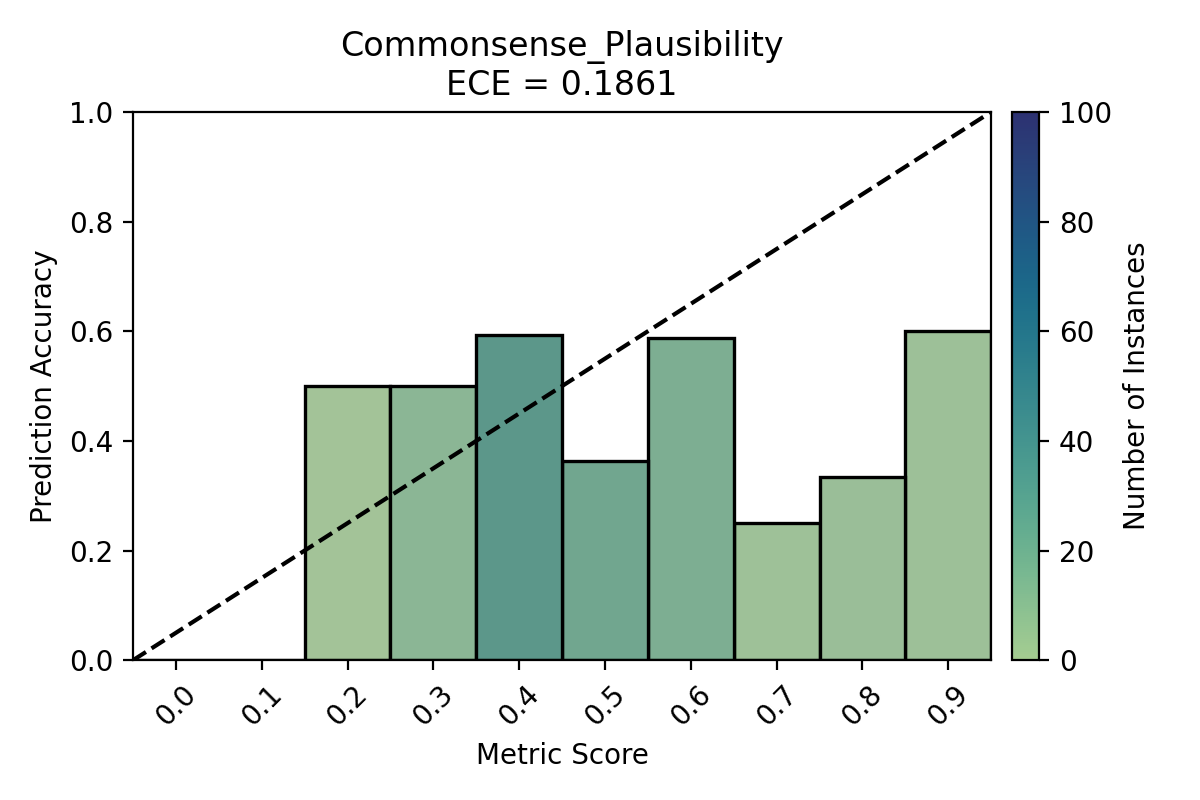 Commonsense_Plausibility
ECE = 0.1861
1.0
0.8
0.6
0.4
0.2
0.0
Prediction Accuracy
0.0 0.1 0.2 0.3 0.4 0.5 0.6 0.7 0.8 0.9
Metric Score
100
80
60
40
20
0
Number of Instances